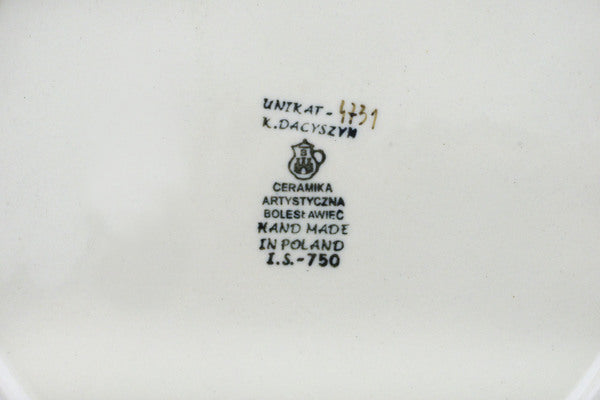 UNIKAT - 4731
K. DACYSZYN
B
CERAMIKA
ARTYSTYCZNA
BOLESŁAWIEC
HAND MADE
IN POLAND
I.S.-750